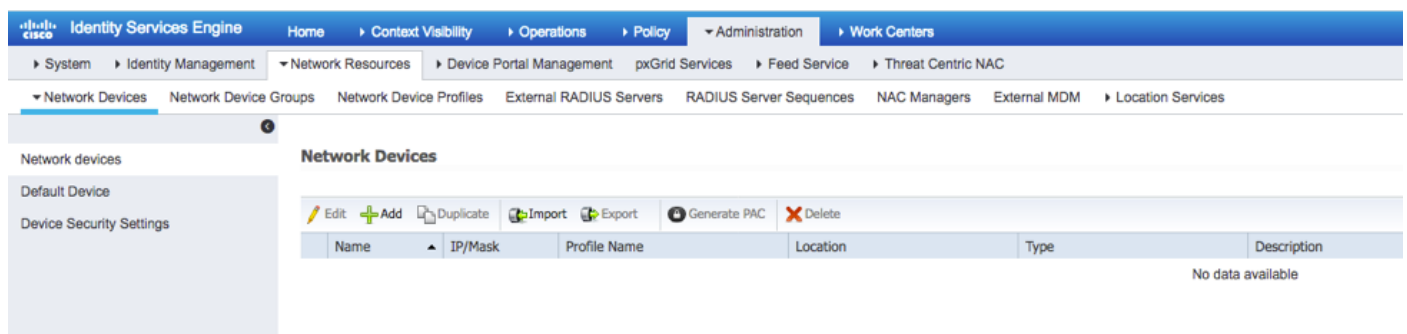 cisco Identity Services Engine Home Context Visibility Operations Policy Administration Work Centers
System Identity Management Network Resources Device Portal Management pxGrid Services Feed Service Threat Centric NAC
Network Devices Network Device Groups Network Device Profiles External RADIUS Servers RADIUS Server Sequences NAC Managers External MDM Location Services
Network devices
Default Device
Device Security Settings
Network Devices
Edit Add Duplicate Import Export Generate PAC Delete
Name IP/Mask Profile Name Location Type Description
No data available